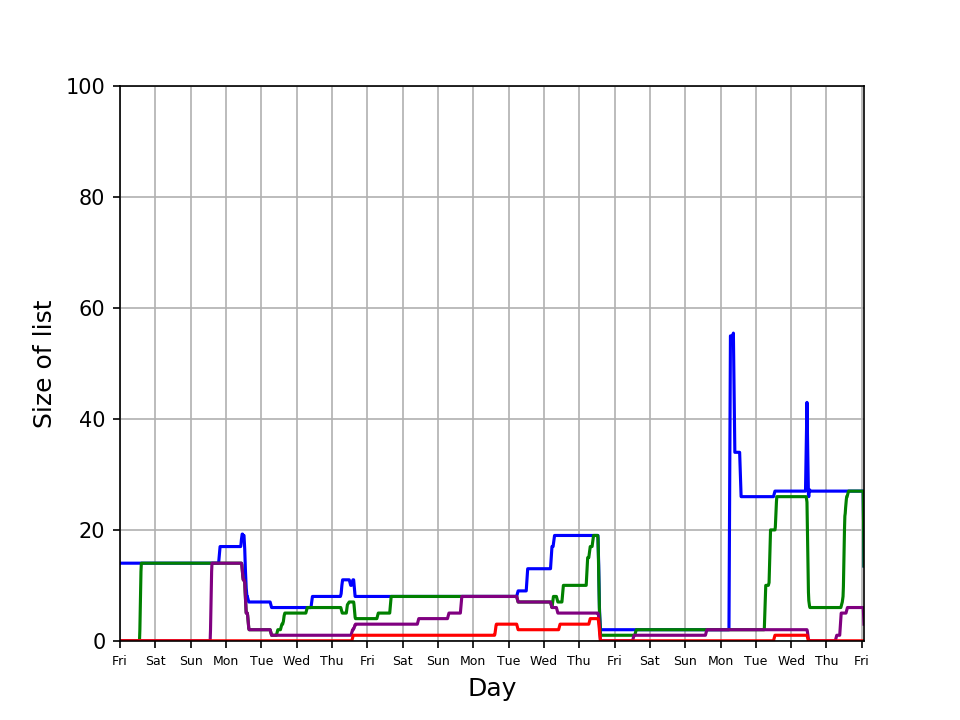 100
80
60
40
20
0
Size of list
Fri Sat Sun Mon Tue Wed Thu Fri Sat Sun Mon Tue Wed Thu Fri Sat Sun Mon Tue Wed Thu Fri
Day